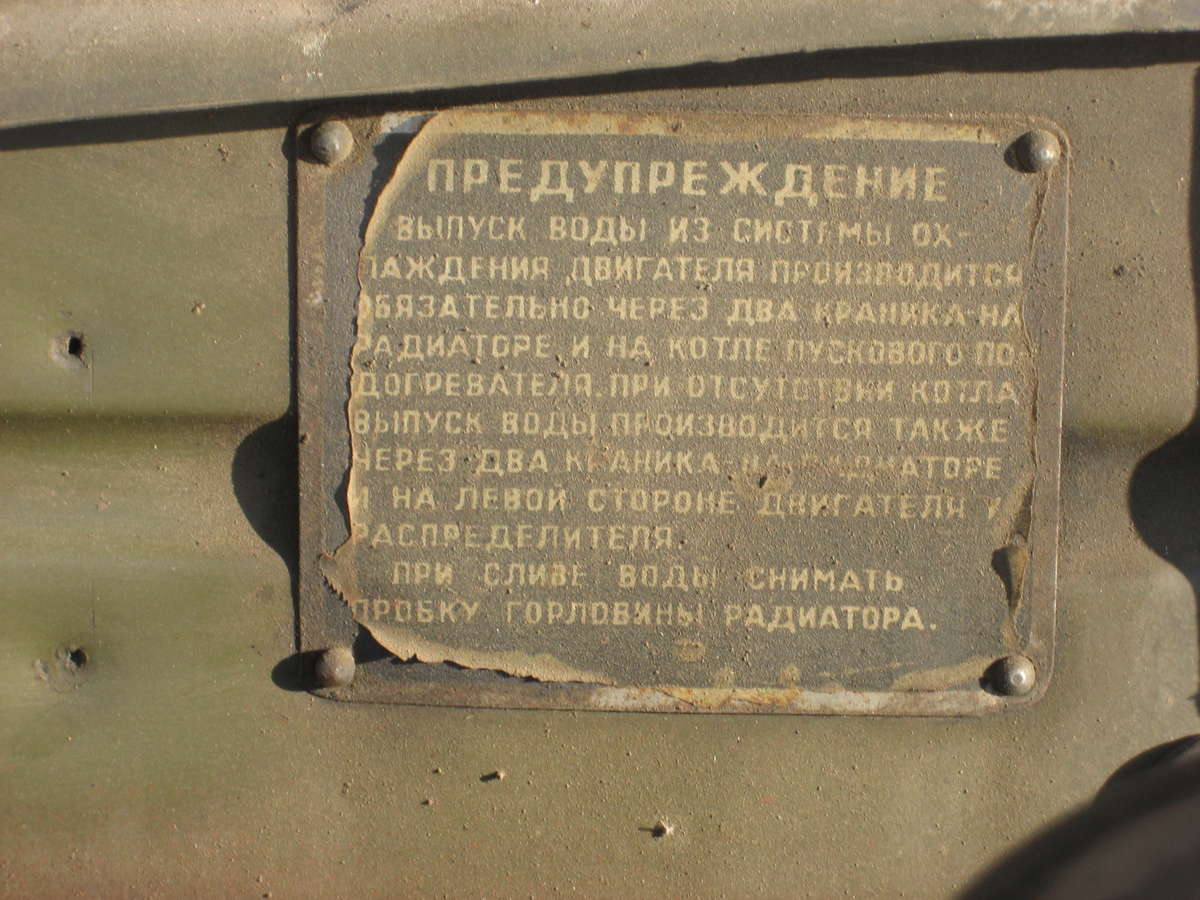 ПРЕДУПРЕЖДЕНИЕ
ВЫПУСК ВОДЫ ИЗ СИСТЕМЫ ОХ-
ЛАЖДЕНИЯ ДВИГАТЕЛЯ ПРОИЗВОДИТСЯ
ОБЯЗАТЕЛЬНО ЧЕРЕЗ ДВА КРАНИКА-НА
РАДИАТОРЕ И НА КОТЛЕ ПУСКОВОГО ПО-
ДОГРЕВАТЕЛЯ. ПРИ ОТСУТСТВИИ КОТЛА
ВЫПУСК ВОДЫ ПРОИЗВОДИТСЯ ТАКЖЕ
ЧЕРЕЗ ДВА КРАНИКА-НА РАДИАТОРЕ
И НА ЛЕВОЙ СТОРОНЕ ДВИГАТЕЛЯ И
РАСПРЕДЕЛИТЕЛЯ.
ПРИ СЛИВЕ ВОДЫ СНИМАТЬ
ПРОБКУ ГОРЛОВИНЫ РАДИАТОРА.